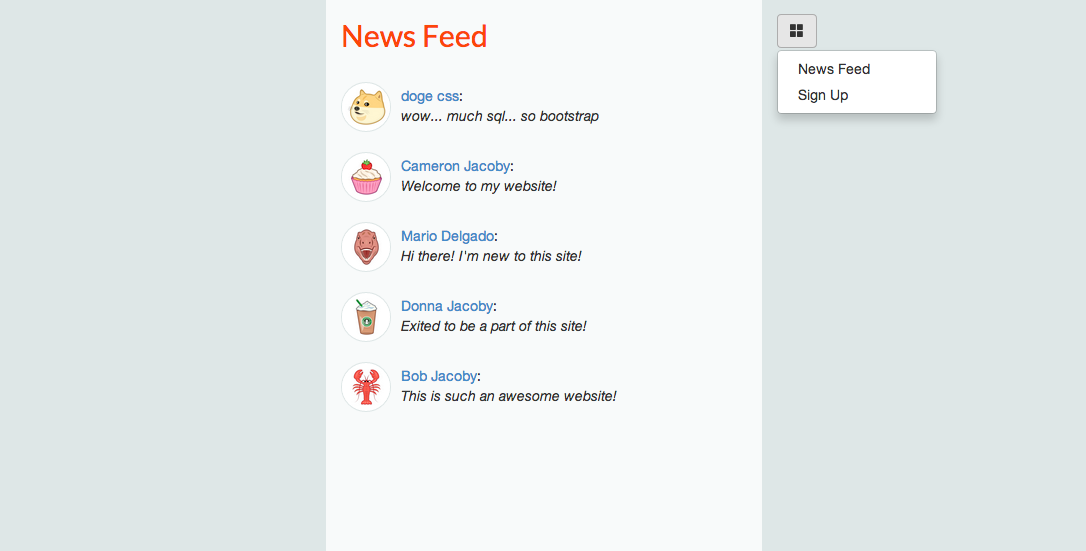 News Feed
doge css:
wow... much sql... so bootstrap
Cameron Jacoby:
Welcome to my website!
Mario Delgado:
Hi there! I'm new to this site!
Donna Jacoby:
Exited to be a part of this site!
Bob Jacoby:
This is such an awesome website!
News Feed
Sign Up